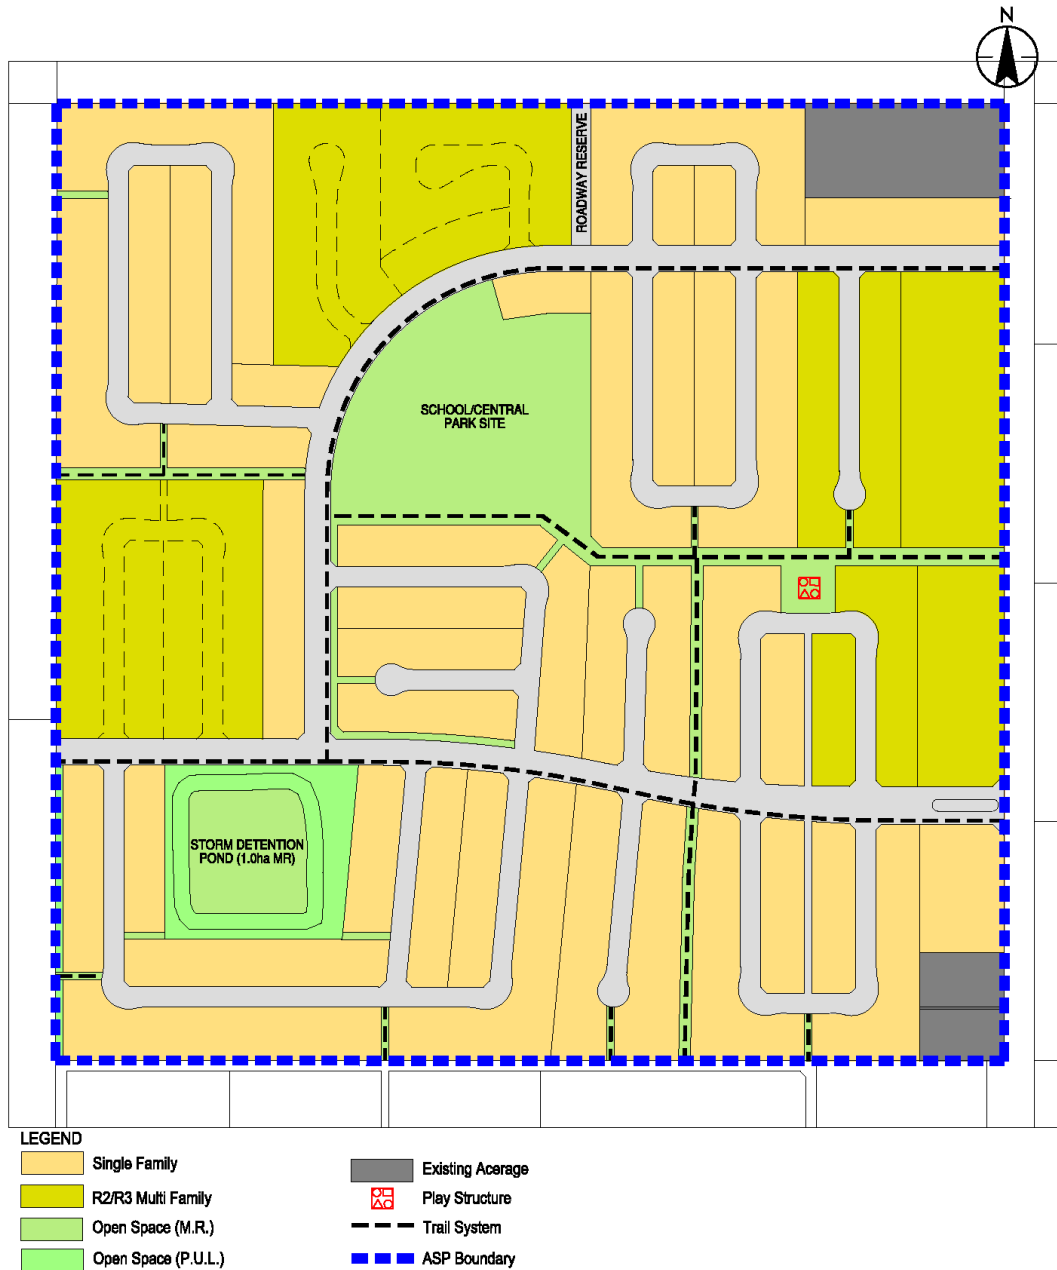 N
ROADWAY RESERVE
SCHOOL/CENTRAL
PARK SITE
STORM DETENTION
POND (1.0ha MR)
LEGEND
Single Family
R2/R3 Multi Family
Open Space (M.R.)
Open Space (P.U.L.)
Existing Acerage
Play Structure
Trail System
ASP Boundary